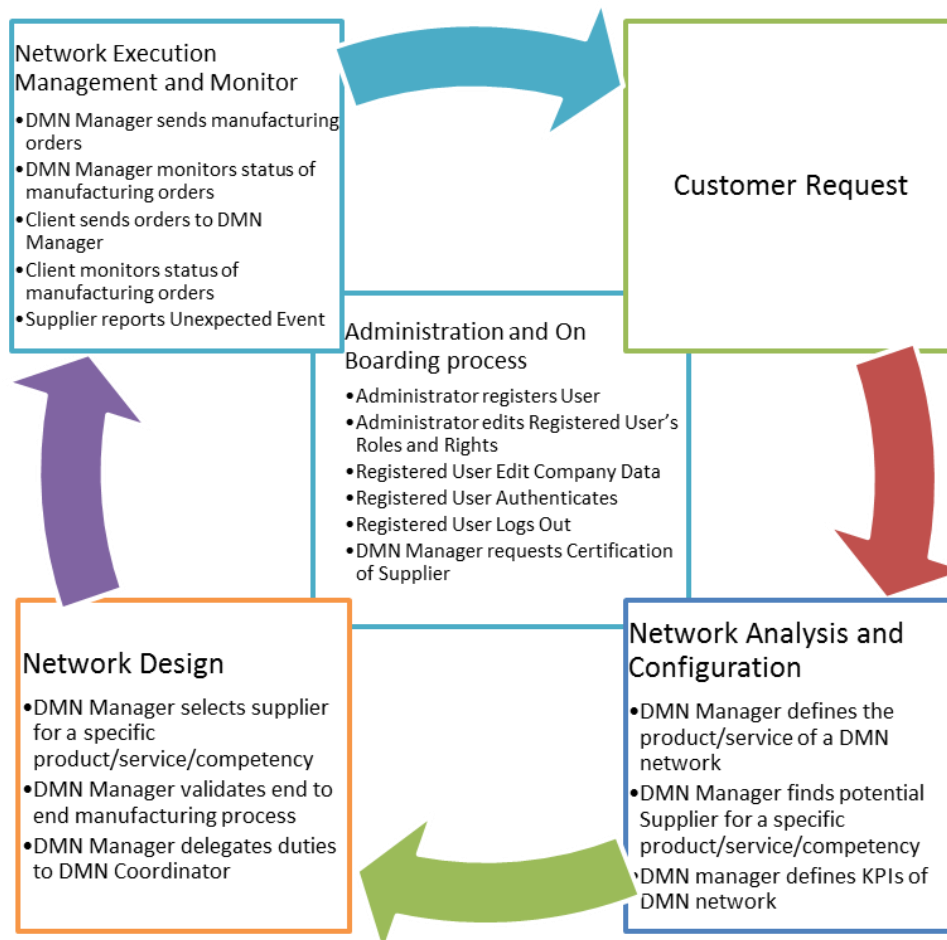 Network Execution
Management and Monitor
•DMN Manager sends manufacturing
orders
•DMN Manager monitors status of
manufacturing orders
•Client sends orders to DMN
Manager
•Client monitors status of
manufacturing orders
•Supplier reports Unexpected Event
Customer Request
Administration and On
Boarding process
•Administrator registers User
•Administrator edits Registered User's
Roles and Rights
•Registered User Edit Company Data
•Registered User Authenticates
•Registered User Logs Out
•DMN Manager requests Certification
of Supplier
Network Design
•DMN Manager selects supplier
for a specific
product/service/competency
•DMN Manager validates end to
end manufacturing process
•DMN Manager delegates duties
to DMN Coordinator
Network Analysis and
Configuration
•DMN Manager defines the
product/service of a DMN
network
•DMN Manager finds potential
Supplier for a specific
product/service/competency
•DMN manager defines KPIs of
DMN network